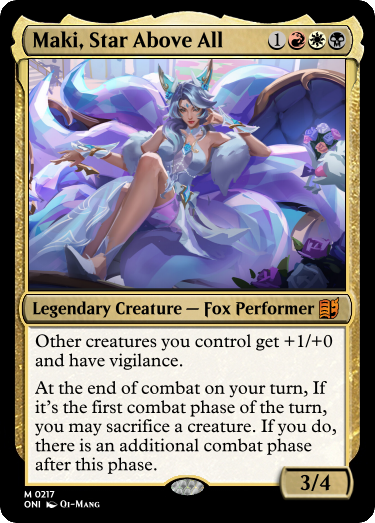 Maki, Star Above All 1
Legendary Creature — Fox Performer
Other creatures you control get +1/+0
and have vigilance.
At the end of combat on your turn, If
it's the first combat phase of the turn,
you may sacrifice a creature. If you do,
there is an additional combat phase
after this phase.
3/4
M 0217
ONI Oi-Mang